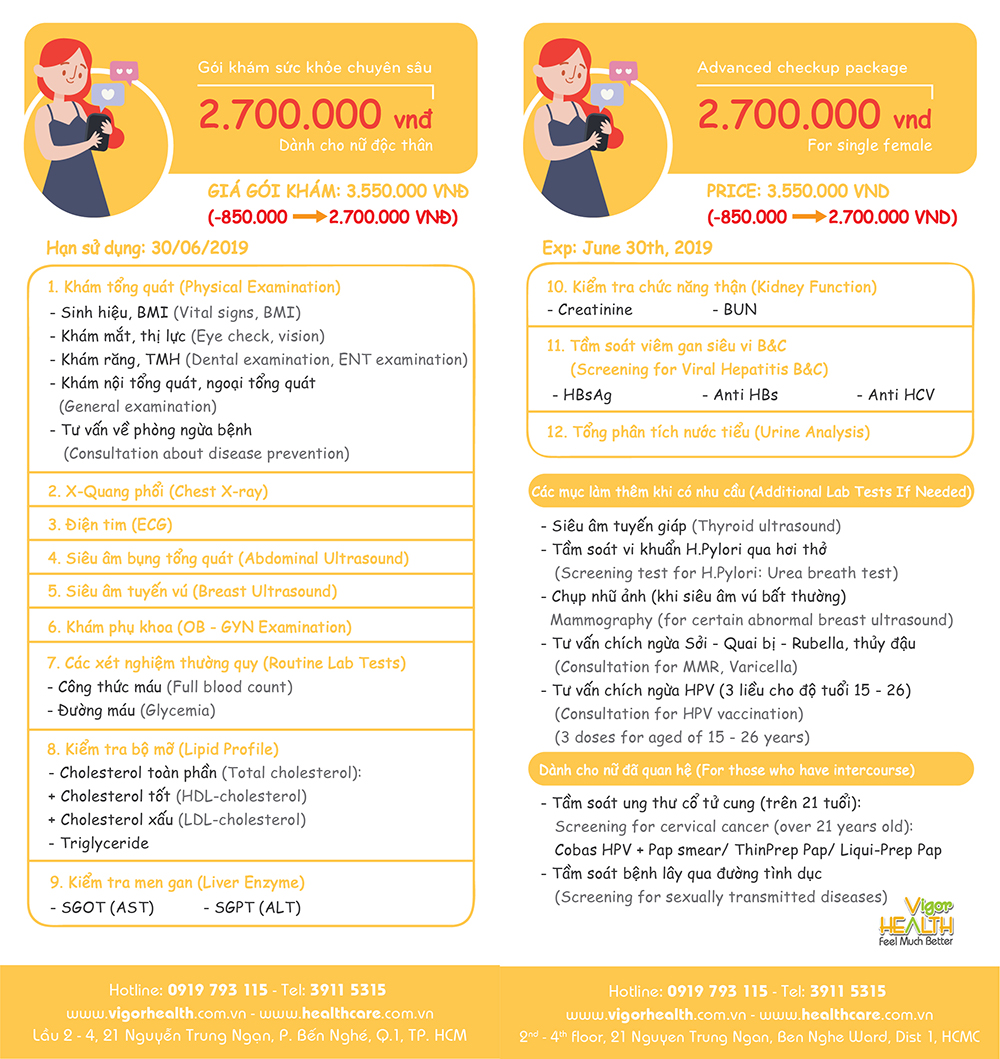 Gói khám sức khỏe chuyên sâu
2.700.000 vnđ
Dành cho nữ độc thân
GIÁ GÓI KHÁM: 3.550.000 VNĐ
(-850.000 → 2.700.000 VNĐ)
Hạn sử dụng: 30/06/2019
1. Khám tổng quát (Physical Examination)
- Sinh hiệu, BMI (Vital signs, BMI)
- Khám mắt, thị lực (Eye check, vision)
- Khám răng, TMH (Dental examination, ENT examination)
- Khám nội tổng quát, ngoại tổng quát
(General examination)
- Tư vấn về phòng ngừa bệnh
(Consultation about disease prevention)
2. X-Quang phổi (Chest X-ray)
3. Điện tim (ECG)
4. Siêu âm bụng tổng quát (Abdominal Ultrasound)
5. Siêu âm tuyến vú (Breast Ultrasound)
6. Khám phụ khoa (OB - GYN Examination)
7. Các xét nghiệm thường quy (Routine Lab Tests)
- Công thức máu (Full blood count)
- Đường máu (Glycemia)
8. Kiểm tra bộ mỡ (Lipid Profile)
- Cholesterol toàn phần (Total cholesterol):
+ Cholesterol tốt (HDL-cholesterol)
+ Cholesterol xấu (LDL-cholesterol)
- Triglyceride
9. Kiểm tra men gan (Liver Enzyme)
- SGOT (AST) - SGPT (ALT)
Hotline: 0919 793 115 - Tel: 3911 5315
www.vigorhealth.com.vn - www.healthcare.com.vn
Lầu 2 - 4, 21 Nguyễn Trung Ngạn, P. Bến Nghé, Q.1, TP. HCM
Advanced checkup package
2.700.000 vnd
For single female
PRICE: 3.550.000 VND
(-850.000 → 2.700.000 VND)
Exp: June 30th, 2019
10. Kiểm tra chức năng thận (Kidney Function)
- Creatinine - BUN
11. Tầm soát viêm gan siêu vi B&C
(Screening for Viral Hepatitis B&C)
- HBsAg - Anti HBs - Anti HCV
12. Tổng phân tích nước tiểu (Urine Analysis)
Các mục làm thêm khi có nhu cầu (Additional Lab Tests If Needed)
- Siêu âm tuyến giáp (Thyroid ultrasound)
- Tầm soát vi khuẩn H.Pylori qua hơi thở
(Screening test for H.Pylori: Urea breath test)
- Chụp nhũ ảnh (khi siêu âm vú bất thường)
Mammography (for certain abnormal breast ultrasound)
- Tư vấn chích ngừa Sởi - Quai bị - Rubella, thủy đậu
(Consultation for MMR, Varicella)
- Tư vấn chích ngừa HPV (3 liều cho độ tuổi 15 - 26)
(Consultation for HPV vaccination)
(3 doses for aged of 15 - 26 years)
Dành cho nữ đã quan hệ (For those who have intercourse)
- Tầm soát ung thư cổ tử cung (trên 21 tuổi):
Screening for cervical cancer (over 21 years old):
Cobas HPV + Pap smear/ ThinPrep Pap/ Liqui-Prep Pap
- Tầm soát bệnh lây qua đường tình dục
(Screening for sexually transmitted diseases)
Vigor
HEALTH
Feel Much Better
Hotline: 0919 793 115 - Tel: 3911 5315
www.vigorhealth.com.vn - www.healthcare.com.vn
2nd - 4th floor, 21 Nguyen Trung Ngan, Ben Nghe Ward, Dist 1, HCMC